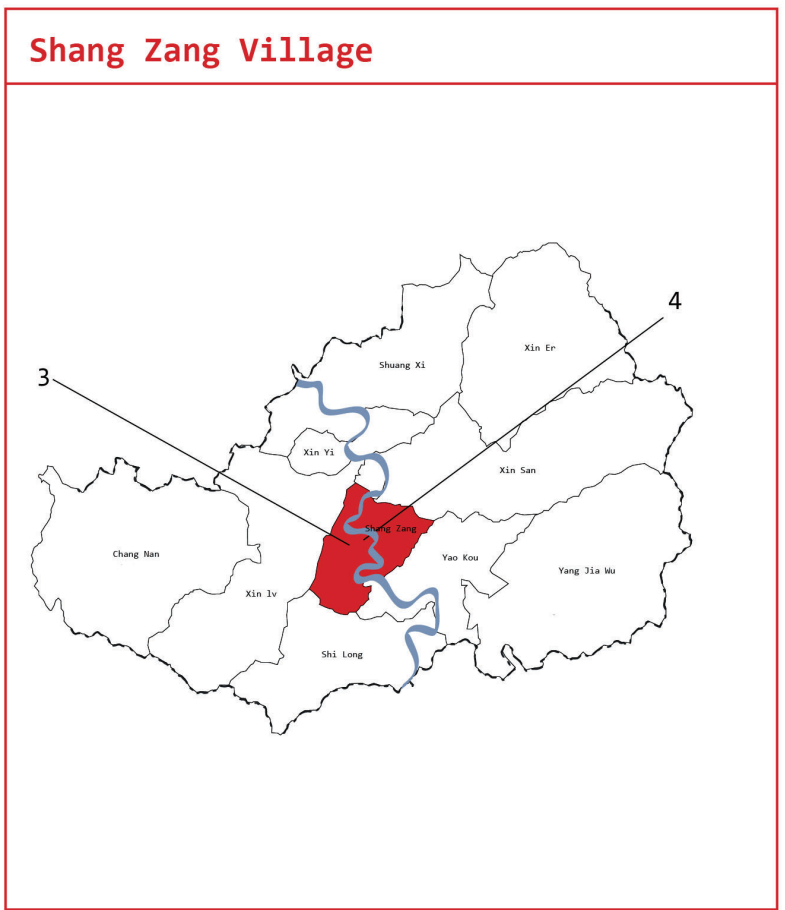 Shang Zang Village
4
Xin Er
Shuang Xi
3
Xin Yi
Xin San
Shang Zang
Chang Nan
Yao Kou
Yang Jia Wu
Xin lv
Shi Long